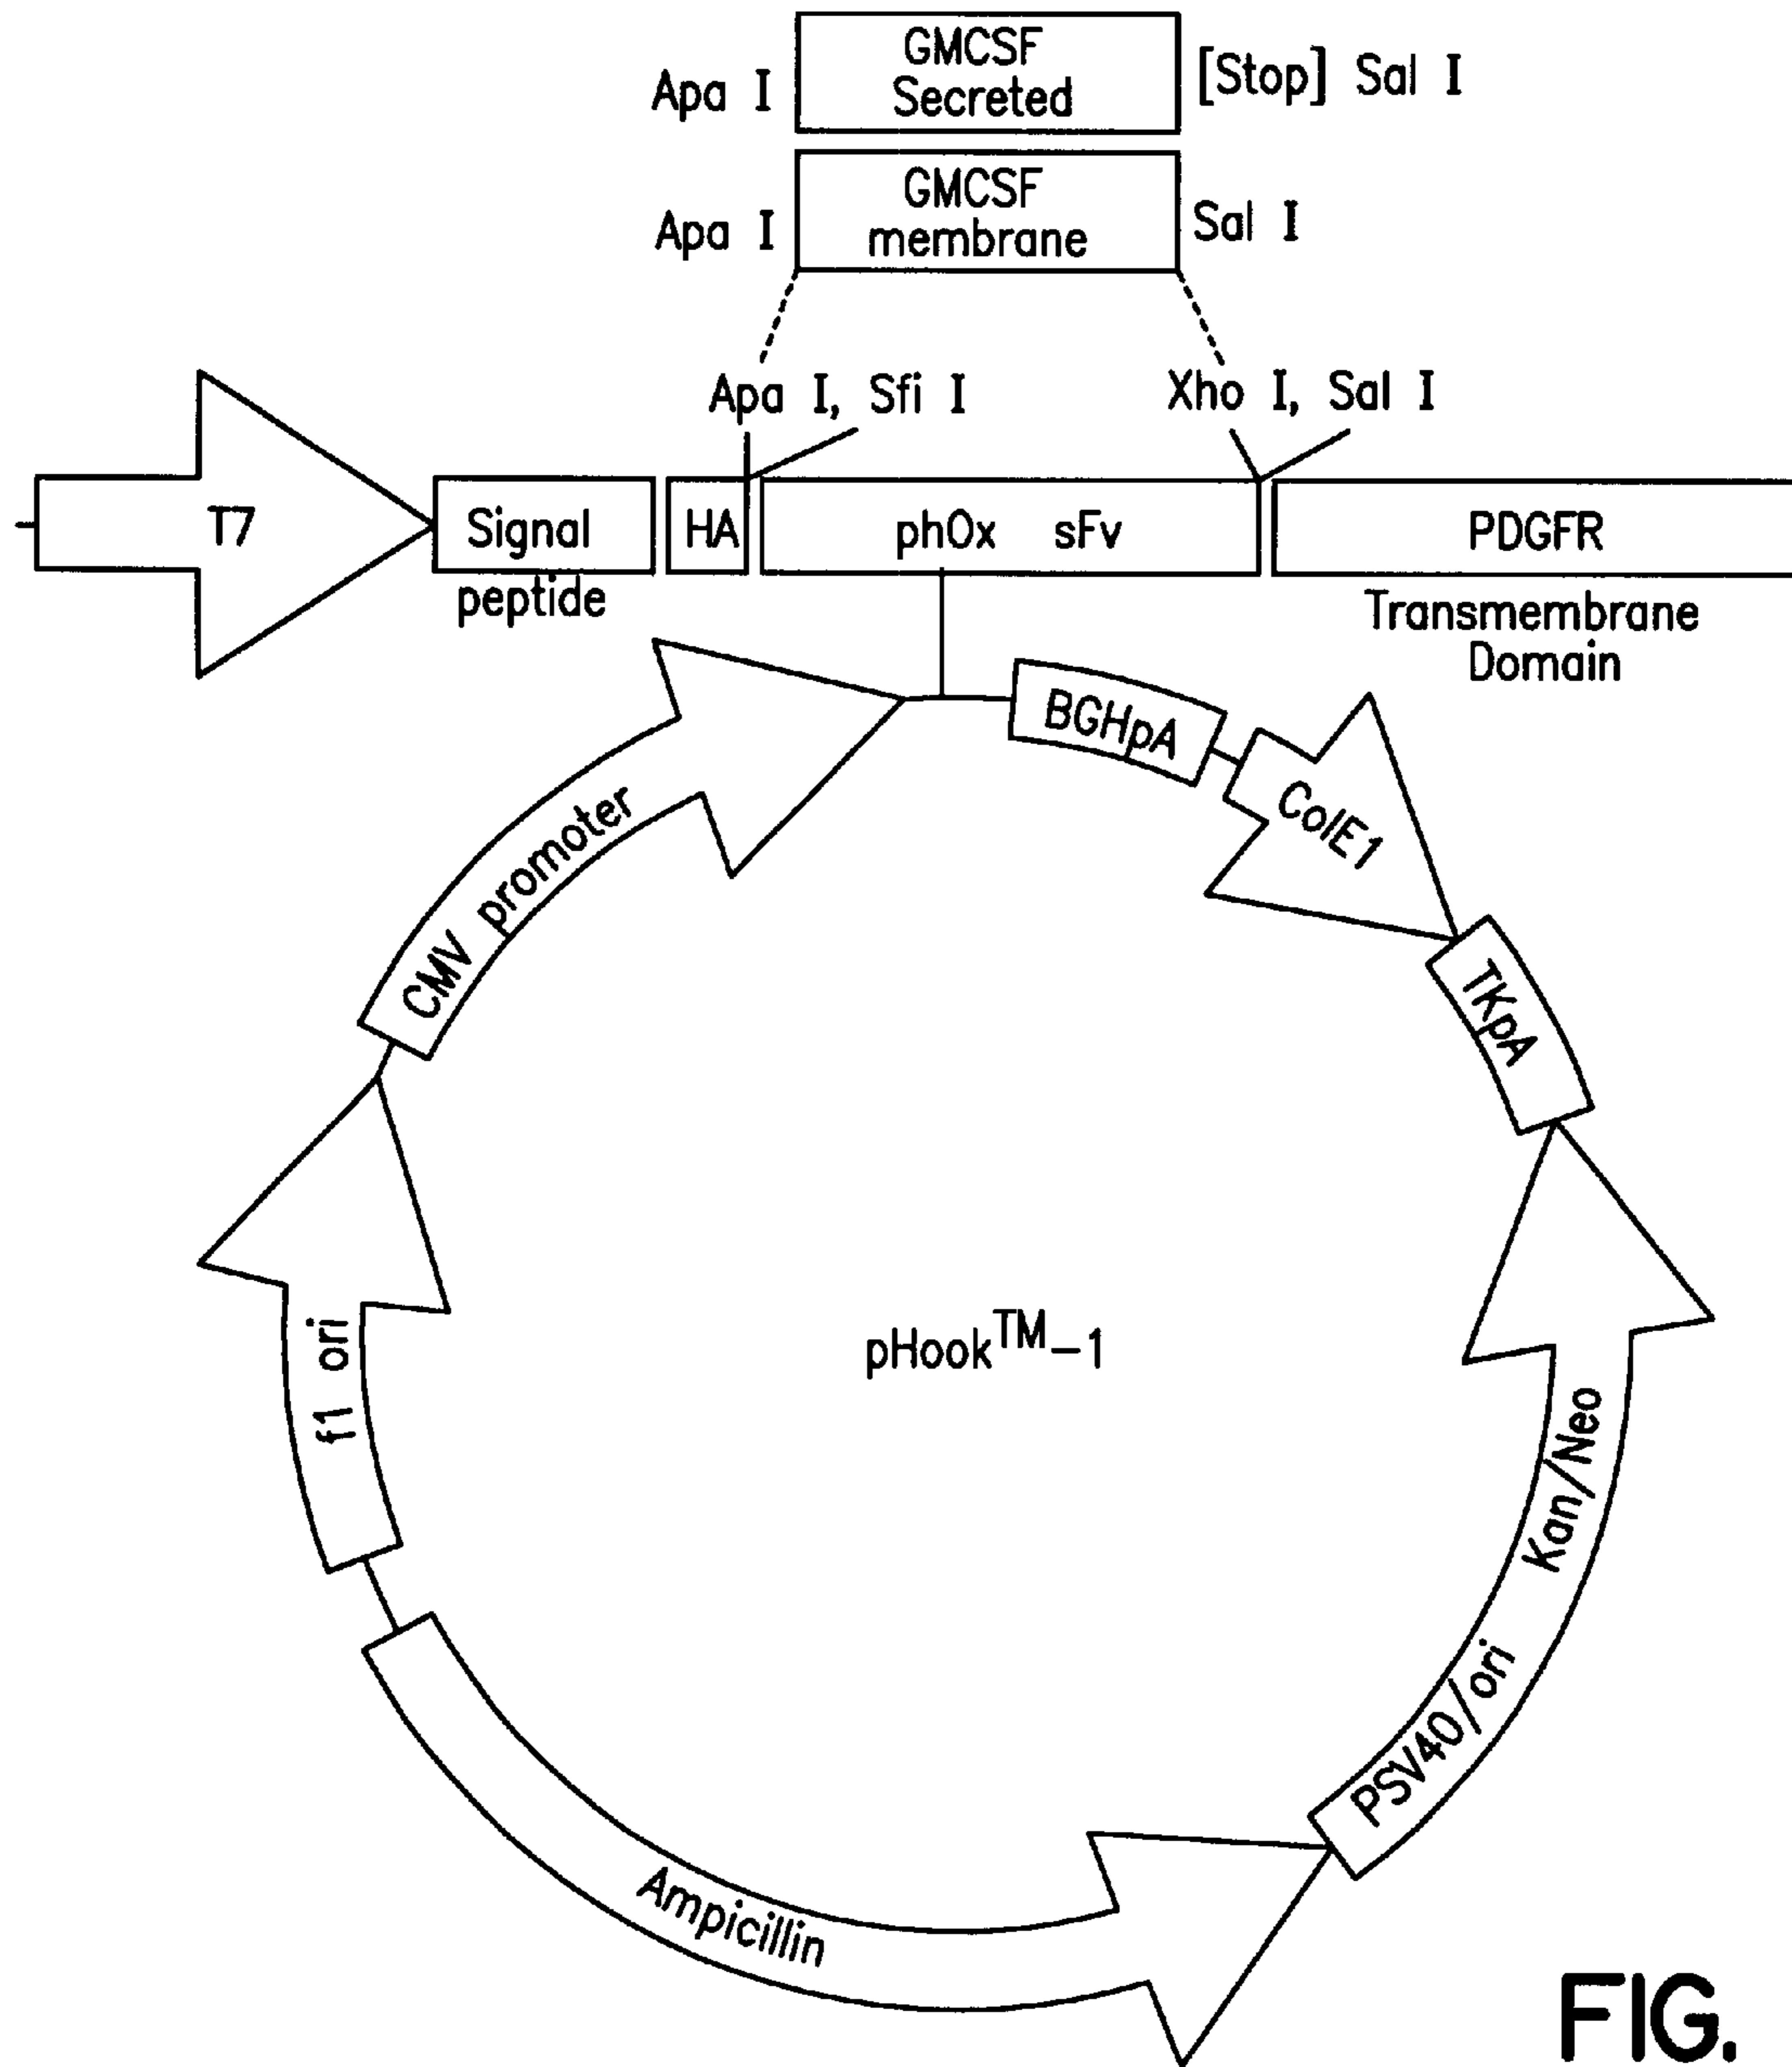 GMCSF
Secreted
Apa I
[Stop] Sal I
GMCSF
membrane
Apa I
Sal I
Apa I, Sfi I
Xho I, Sal I
T7
Signal
peptide
HA
phOx sFv
PDGFR
Transmembrane
Domain
BGHpA
ColE1
TKpA
CMV promoter
f1 ori
pHook™-1
Kan/Neo
PSV40/ori
Ampicillin
FIG.